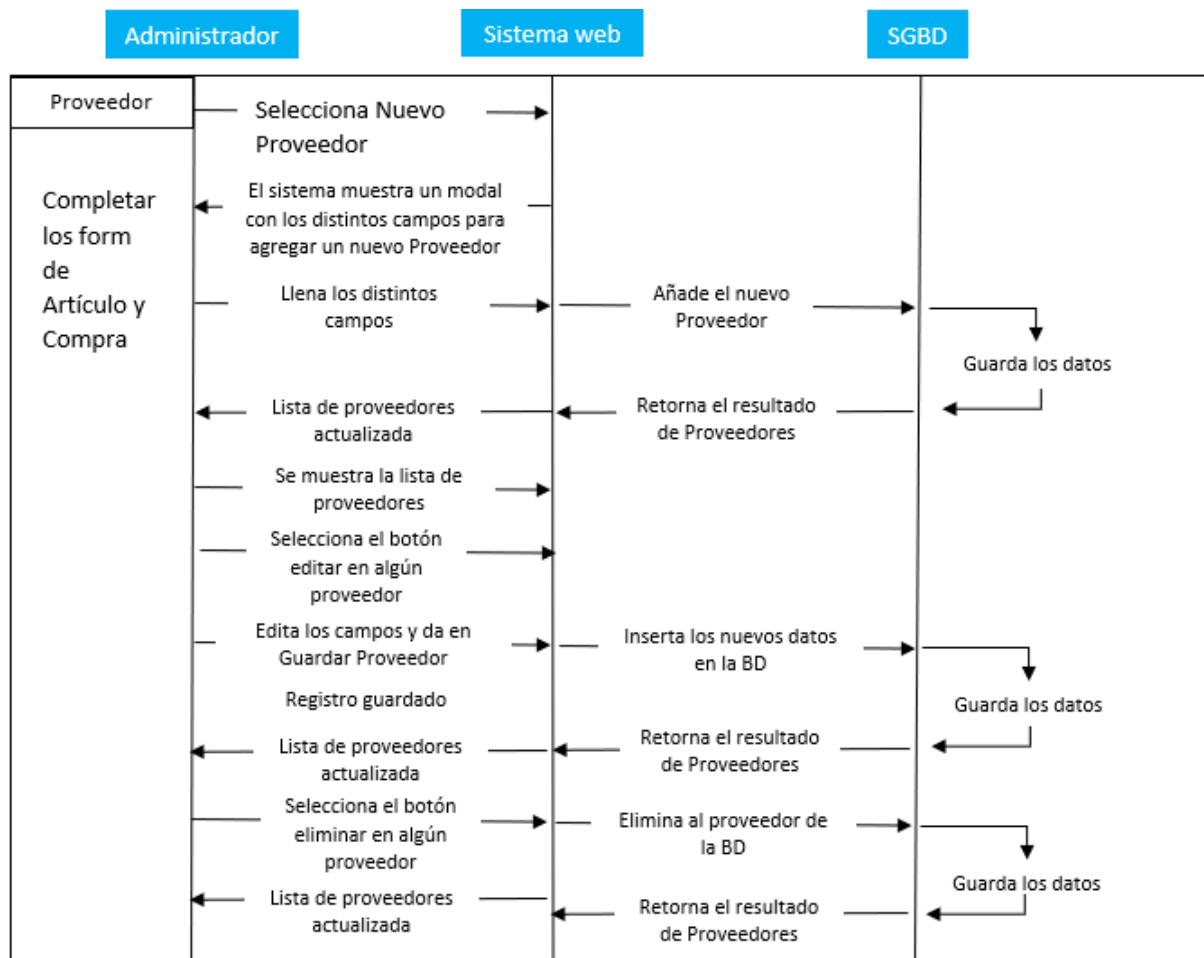 Administrador
Sistema web
SGBD
Proveedor
Selecciona Nuevo
Proveedor
Completar
los form
de
Artículo y
Compra
El sistema muestra un modal
con los distintos campos para
agregar un nuevo Proveedor
Llena los distintos
campos
Añade el nuevo
Proveedor
Guarda los datos
Lista de proveedores
actualizada
Retorna el resultado
de Proveedores
Se muestra la lista de
proveedores
Selecciona el botón
editar en algún
proveedor
Edita los campos y da en
Guardar Proveedor
Inserta los nuevos datos
en la BD
Registro guardado
Guarda los datos
Lista de proveedores
actualizada
Retorna el resultado
de Proveedores
Selecciona el botón
eliminar en algún
proveedor
Elimina al proveedor de
la BD
Guarda los datos
Lista de proveedores
actualizada
Retorna el resultado
de Proveedores